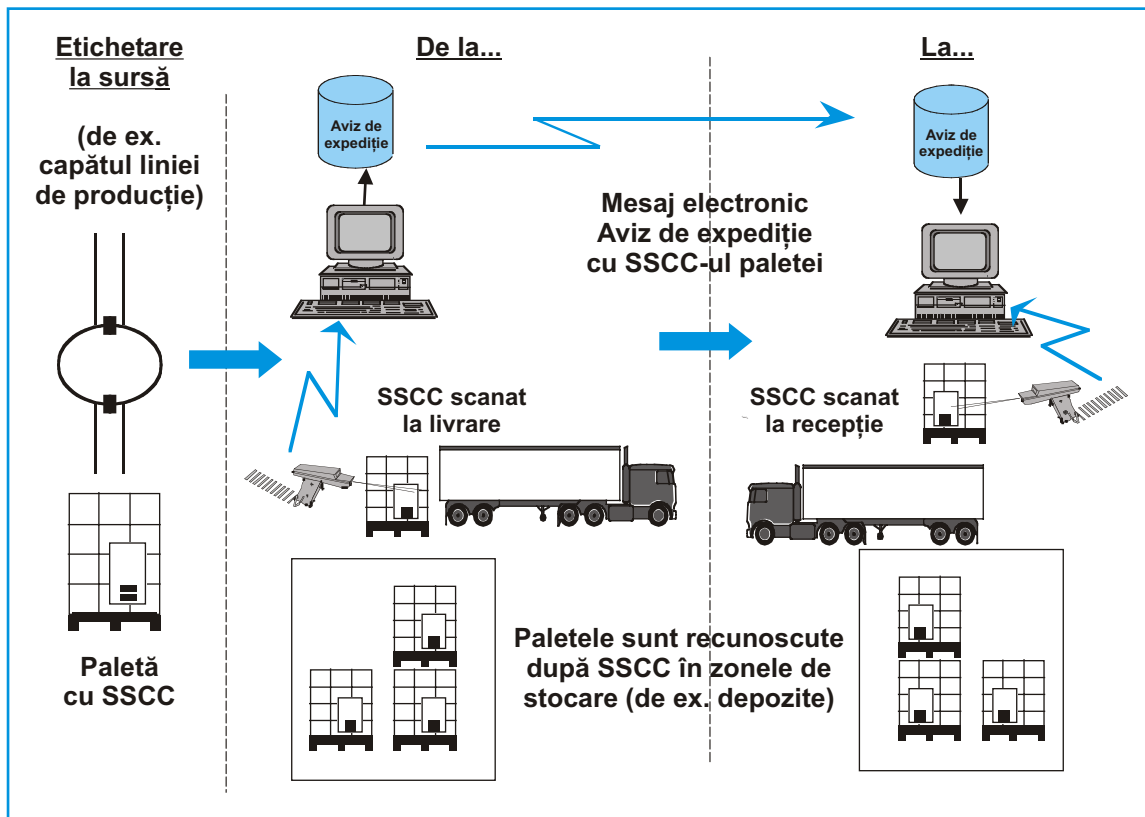 Etichetare
la sursă
(de ex.
capătul liniei
de producție)
Paletă
cu SSCC
De la...
Aviz de
expediție
SSCC scanat
la livrare
Mesaj electronic
Aviz de expediție
cu SSCC-ul paletei
Paletele sunt recunoscute
după SSCC în zonele de
stocare (de ex. depozite)
La...
Aviz de
expediție
SSCC scanat
la recepție